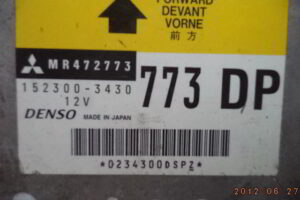 FORWARD
DEVANT
VORNE
前方
MR472773
152300-3430
12V
773 DP
DENSO MADE IN JAPAN
*0234300DSPZ*
2012 06 27